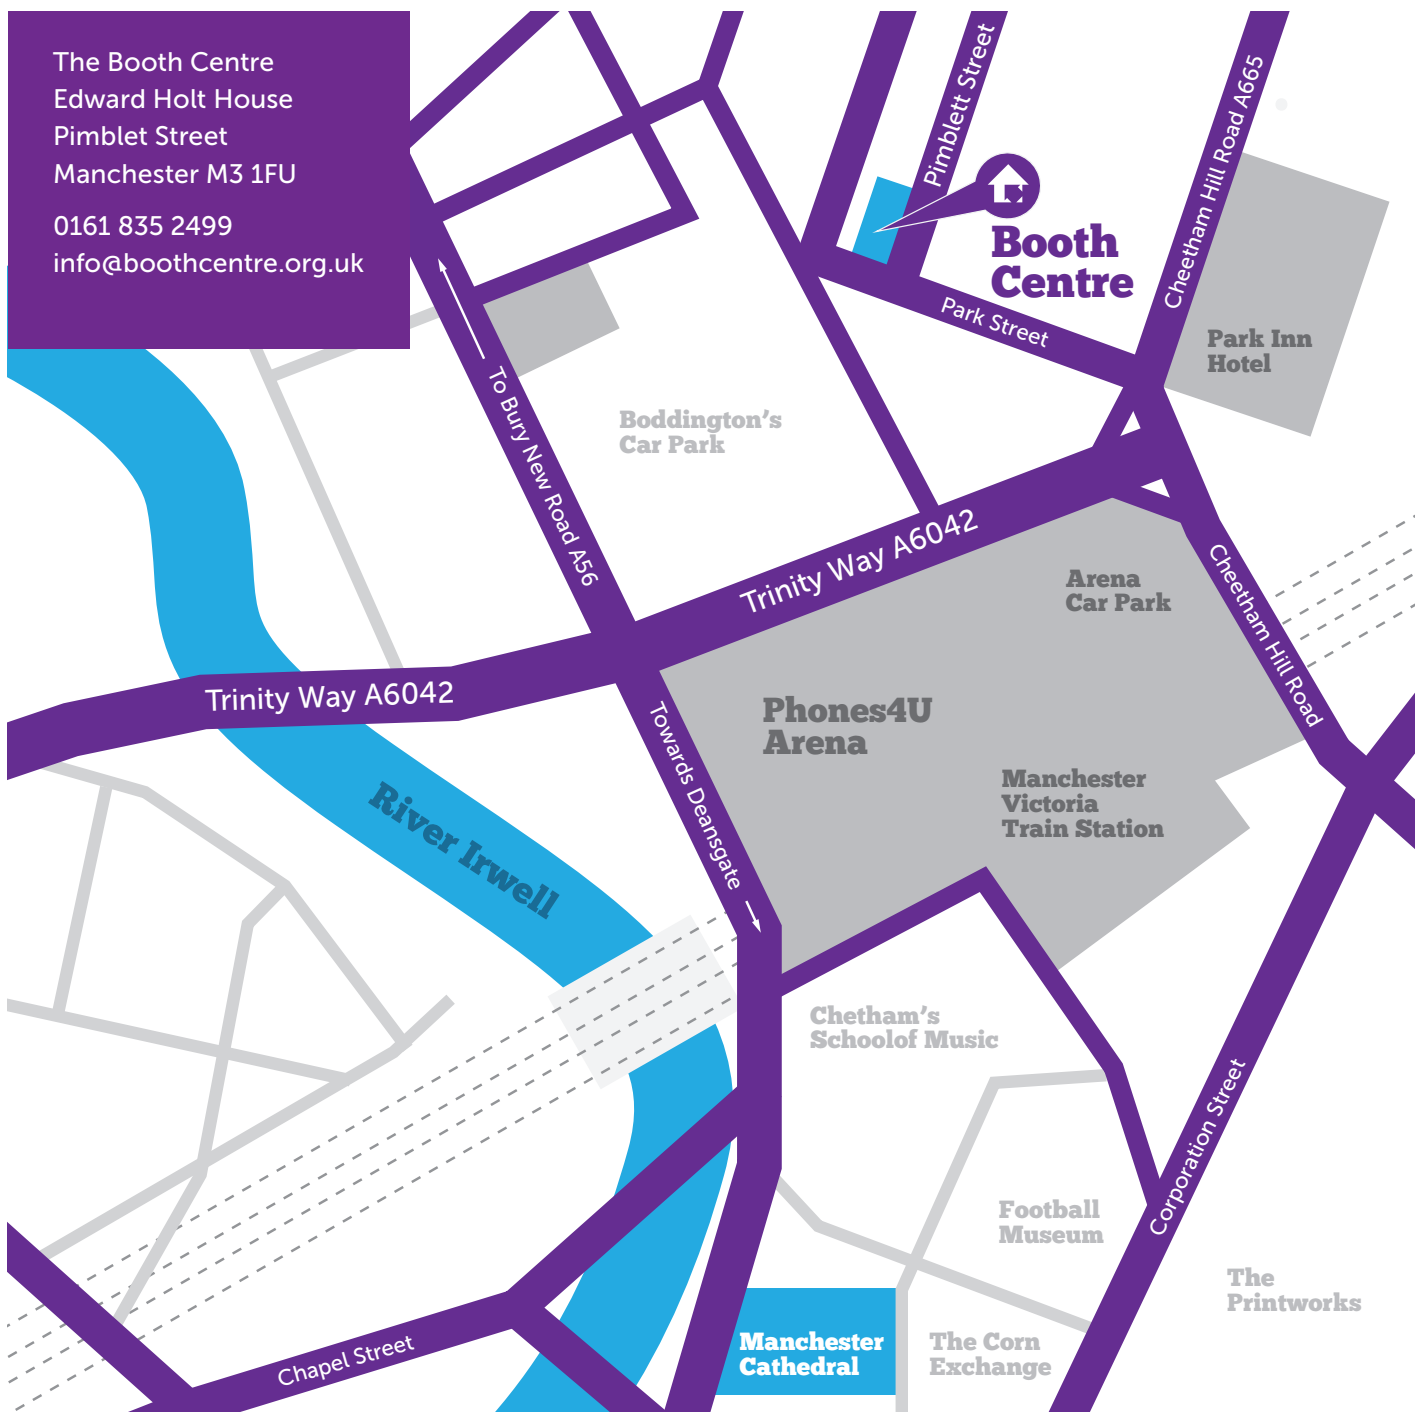 The Booth Centre
Edward Holt House
Pimblet Street
Manchester M3 1FU
0161 835 2499
info@boothcentre.org.uk
Pimblett Street
Cheetham Hill Road A665
Booth
Centre
Park Street
Park Inn
Hotel
To Bury New Road A56
Boddington's
Car Park
Trinity Way A6042
Arena
Car Park
Cheetham Hill Road
Trinity Way A6042
Towards Deansgate
Phones4U
Arena
Manchester
Victoria
Train Station
River Irwell
Chetham's
Schoolof Music
Corporation Street
Football
Museum
The
Printworks
Chapel Street
Manchester
Cathedral
The Corn
Exchange